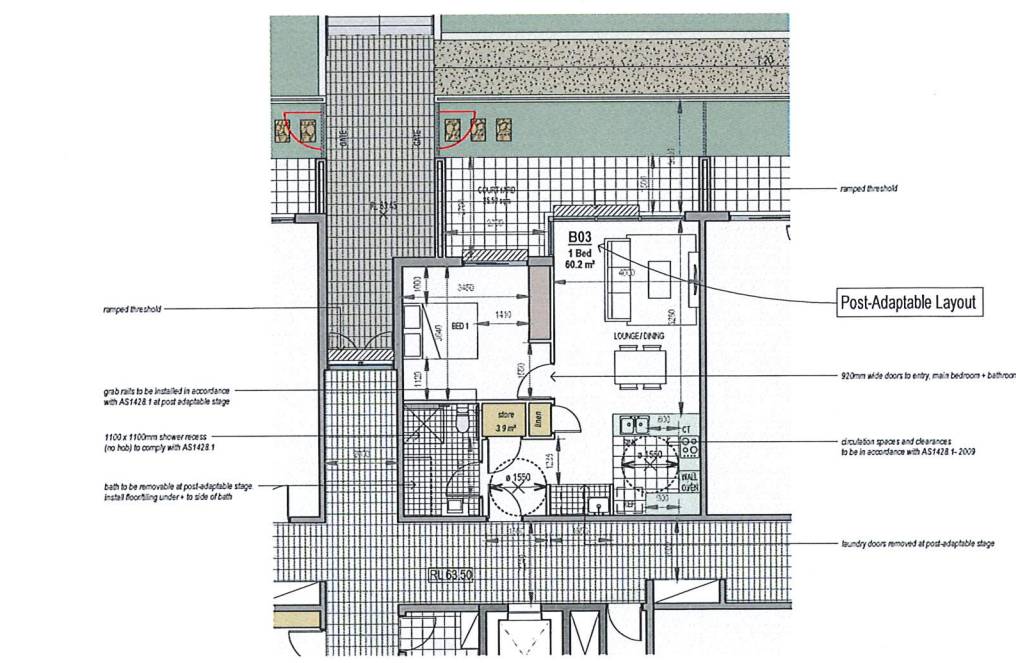 GATE
GATE
COURTYARD
ramped threshold
B03
1 Bed
60.2 m²
4000
Post-Adaptable Layout
ramped threshold
3450
1410
BED 1
LOUNGE / DINING
5250
1120
920mm wide doors to entry, main bedroom + bathroom
grab rails to be installed in accordance
with AS1428.1 at post adaptable stage
store
3.9 m²
linen
CT
1100 x 1100mm shower recess
(no hob) to comply with AS1428.1
circulation spaces and clearances
to be in accordance with AS1428.1- 2009
ø 1550
ø 1550
WALL
OVEN
bath to be removable at post-adaptable stage.
Install floor/tiling under + to side of bath
REF
laundry doors removed at post-adaptable stage
RL 63.50